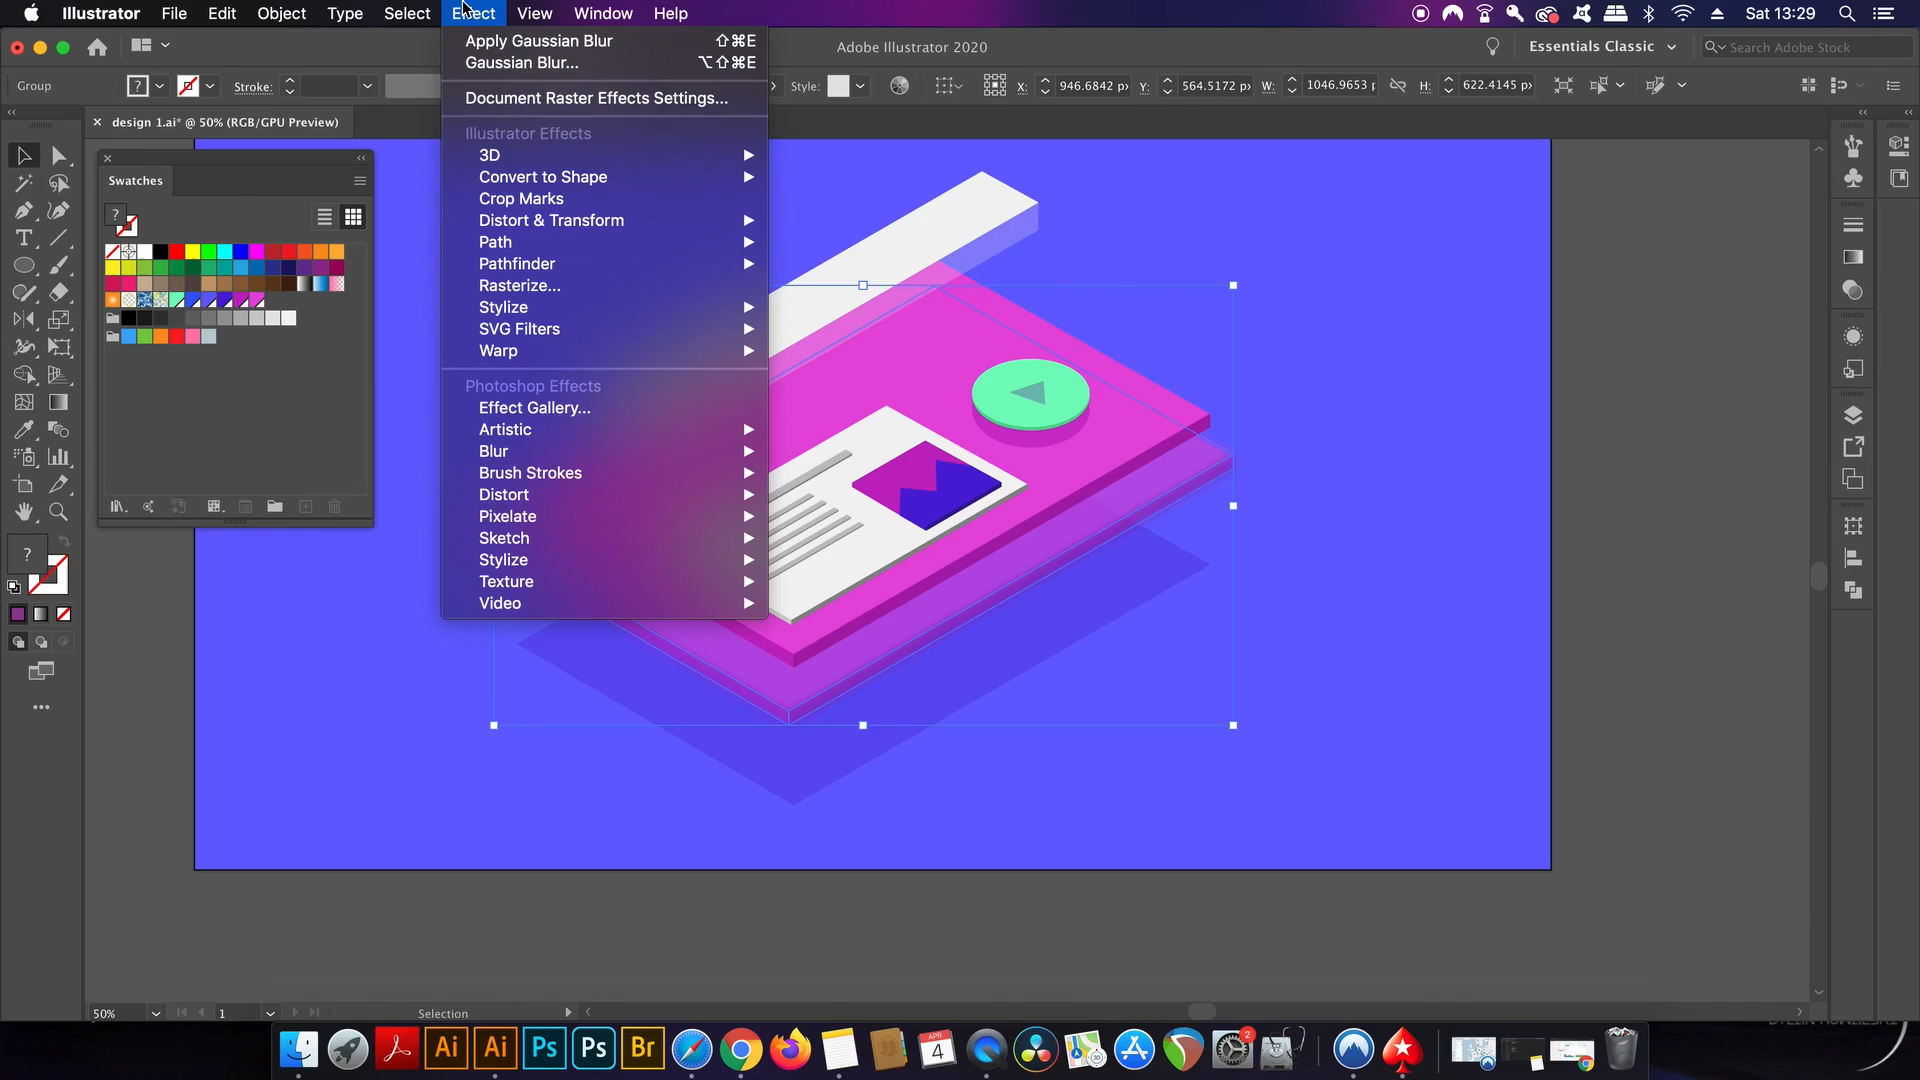 Illustrator File Edit Object Type Select Effect View Window Help
Sat 13:29
Adobe Illustrator 2020
Essentials Classic
Search Adobe Stock
Group
Stroke:
Style:
X: 946.6842 px
Y: 564.5172 px
W: 1046.9653 p
H: 622.4145 px
design 1.ai* @ 50% (RGB/GPU Preview)
Swatches
?
?
?
Apply Gaussian Blur ⇧⌘E
Gaussian Blur... ⌥⇧⌘E
Document Raster Effects Settings...
Illustrator Effects
3D
Convert to Shape
Crop Marks
Distort & Transform
Path
Pathfinder
Rasterize...
Stylize
SVG Filters
Warp
Photoshop Effects
Effect Gallery...
Artistic
Blur
Brush Strokes
Distort
Pixelate
Sketch
Stylize
Texture
Video
50%
1
Selection
Ai
Ai
Ps
Ps
Br
APR
4
2